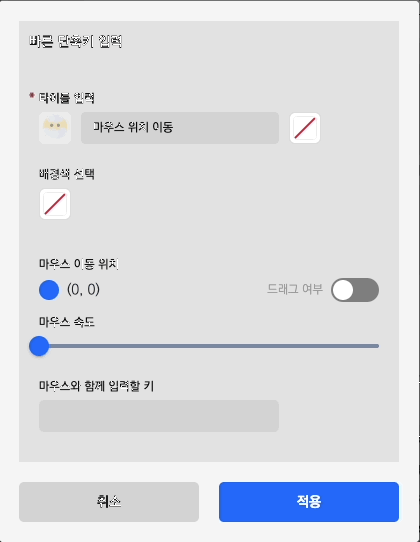 빠른 단축키 입력
* 타이틀 입력
마우스 위치 이동
배경색 선택
마우스 이동 위치
(0, 0)
드래그 여부
마우스 속도
마우스와 함께 입력할 키
취소
적용